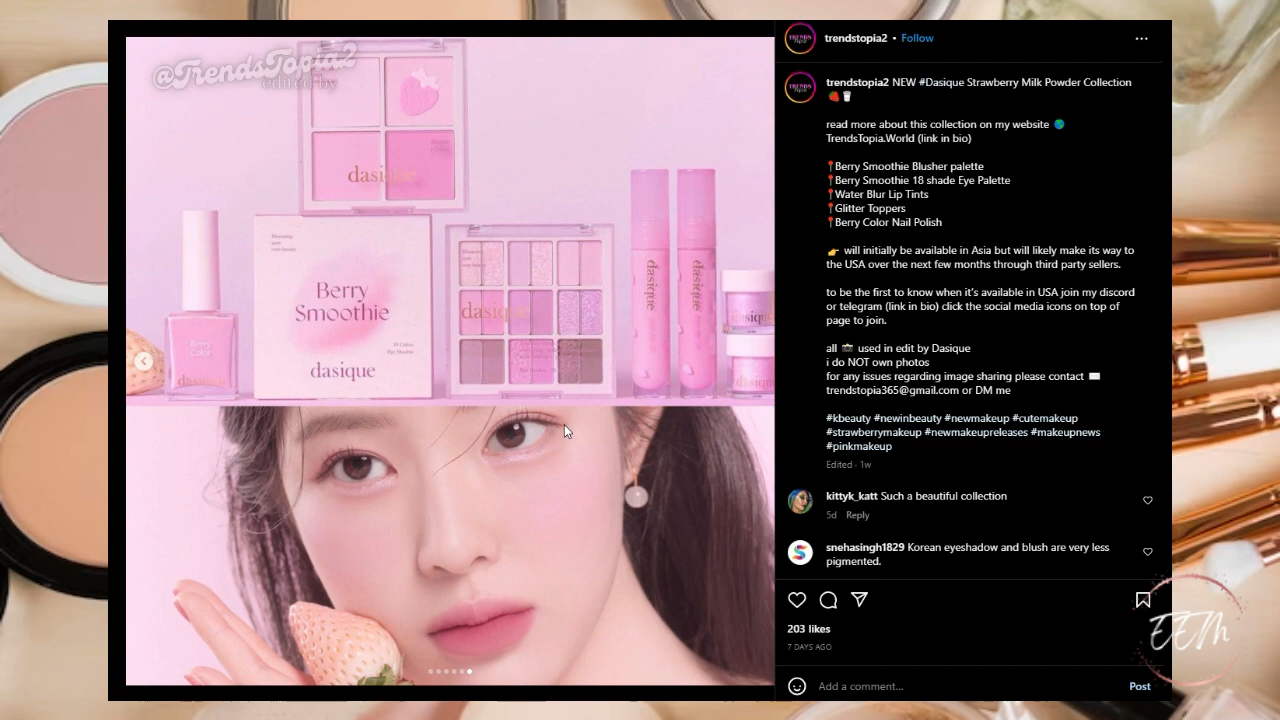 @TrendsTopia2
edited by
dasique
Berry
Smoothie
dasique
Berry
Color
dasique
dasique
dasique
dasique
dasique
dasique
trendstopia2 • Follow
trendstopia2 NEW #Dasique Strawberry Milk Powder Collection
🍓🥛
read more about this collection on my website 🌎
TrendsTopia.World (link in bio)
📍Berry Smoothie Blusher palette
📍Berry Smoothie 18 shade Eye Palette
📍Water Blur Lip Tints
📍Glitter Toppers
📍Berry Color Nail Polish
👉 will initially be available in Asia but will likely make its way to
the USA over the next few months through third party sellers.
to be the first to know when it's available in USA join my discord
or telegram (link in bio) click the social media icons on top of
page to join.
all 📸 used in edit by Dasique
i do NOT own photos
for any issues regarding image sharing please contact ✉️
trendstopia365@gmail.com or DM me
#kbeauty #newinbeauty #newmakeup #cutemakeup
#strawberrymakeup #newmakeupreleases #makeupnews
#pinkmakeup
Edited · 1w
kittyk_katt Such a beautiful collection
5d Reply
snehasingh1829 Korean eyeshadow and blush are very less
pigmented.
203 likes
7 DAYS AGO
Add a comment...
Post
EEM